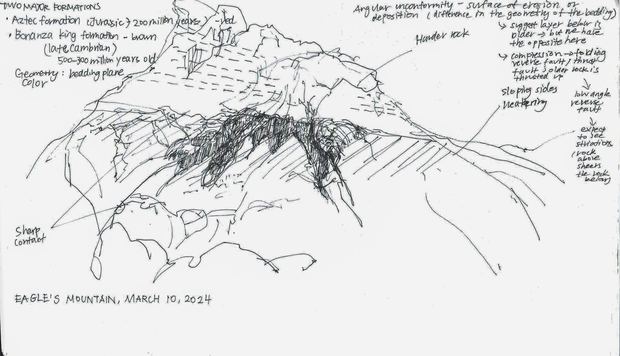 TWO MAJOR FORMATIONS
• Aztec formation (Jurassic) 200 million years - red
• Bonanza king formation - brown
(late Cambrian)
500-300 million years old
Geometry: bedding plane
color
Angular unconformity - surface of erosion or
deposition (difference in the geometry of the bedding)
↳ suggest layer below is
older → but we have
the opposite here
↳ compression → folding
reverse fault, thrust
fault, older rock is
thrusted up
↓
low angle
reverse
fault
↓
expect
to see
striations
(rock
above
sheers
the rock
below)
Harder rock
Sloping sides
weathering
Sharp
contact
EAGLE'S MOUNTAIN, MARCH 10, 2024